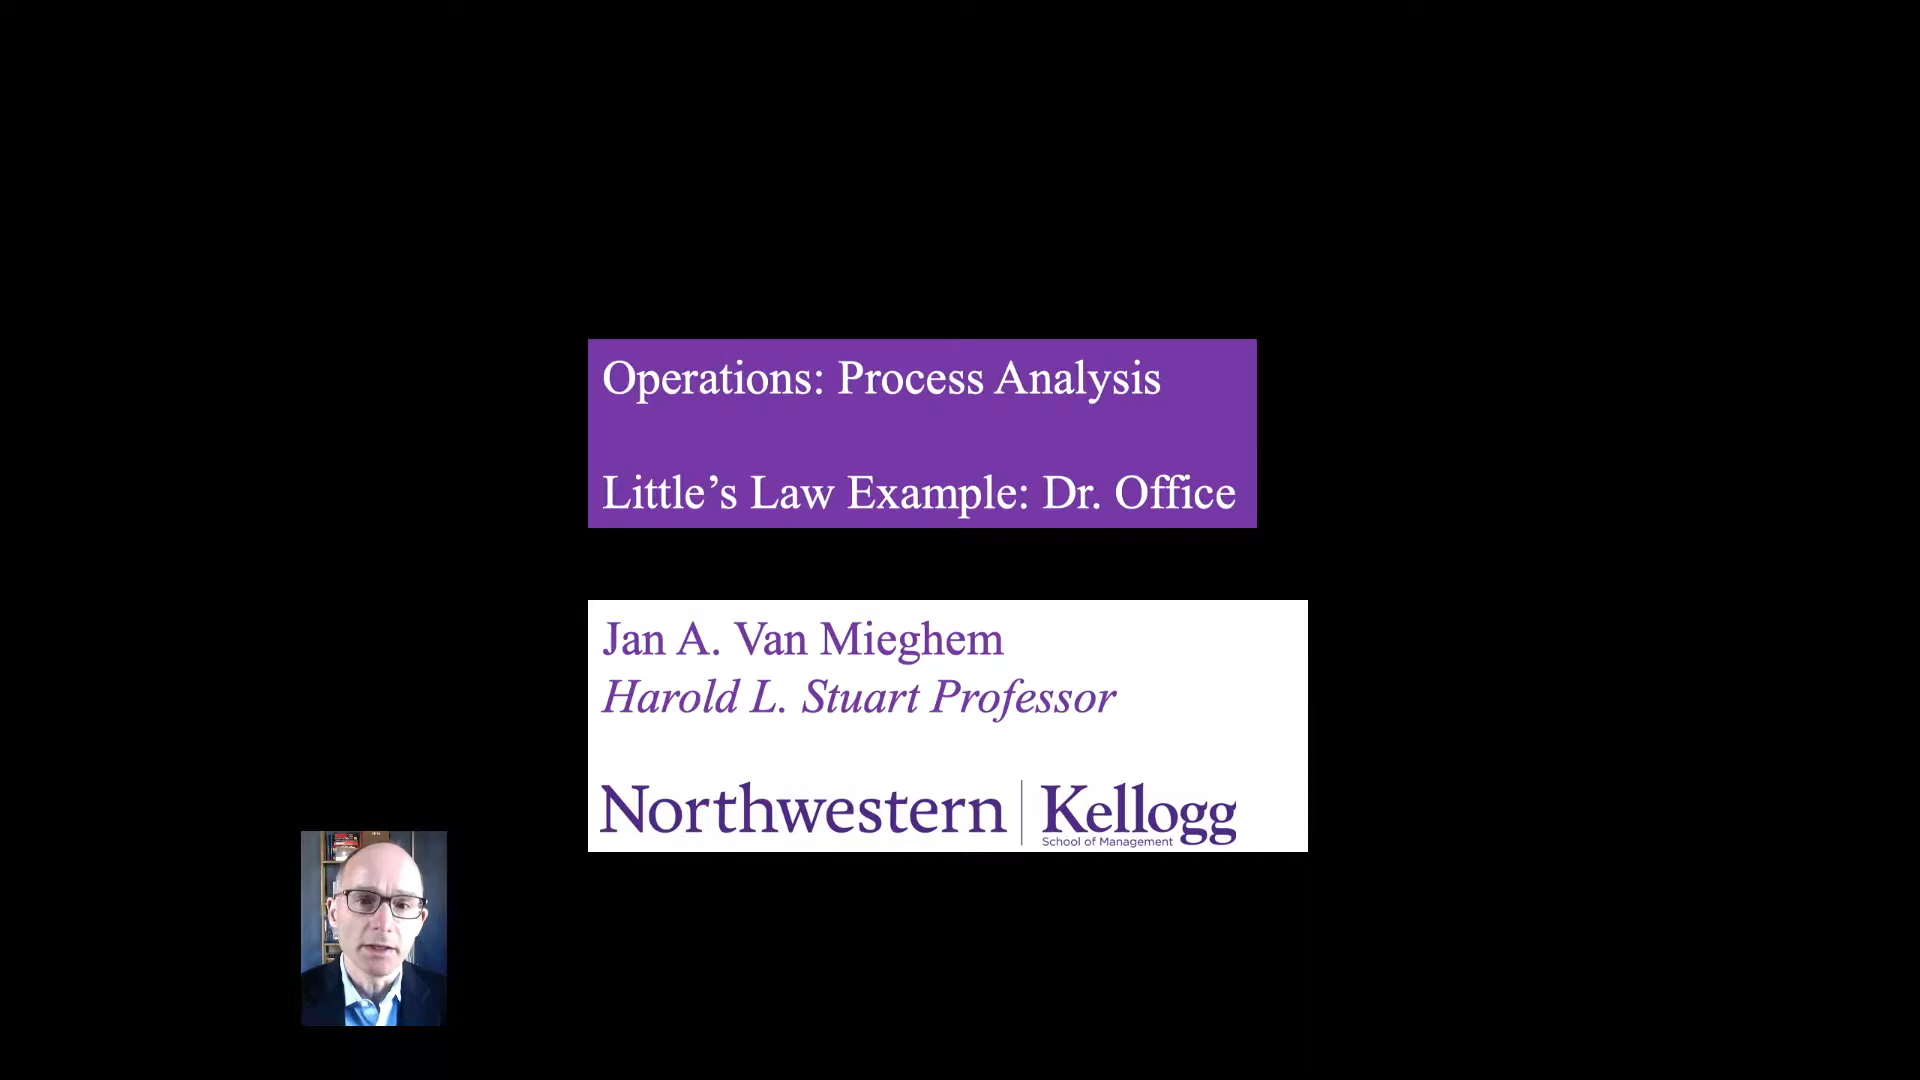 Operations: Process Analysis
Little’s Law Example: Dr. Office
Jan A. Van Mieghem
Harold L. Stuart Professor
Northwestern | Kellogg
School of Management